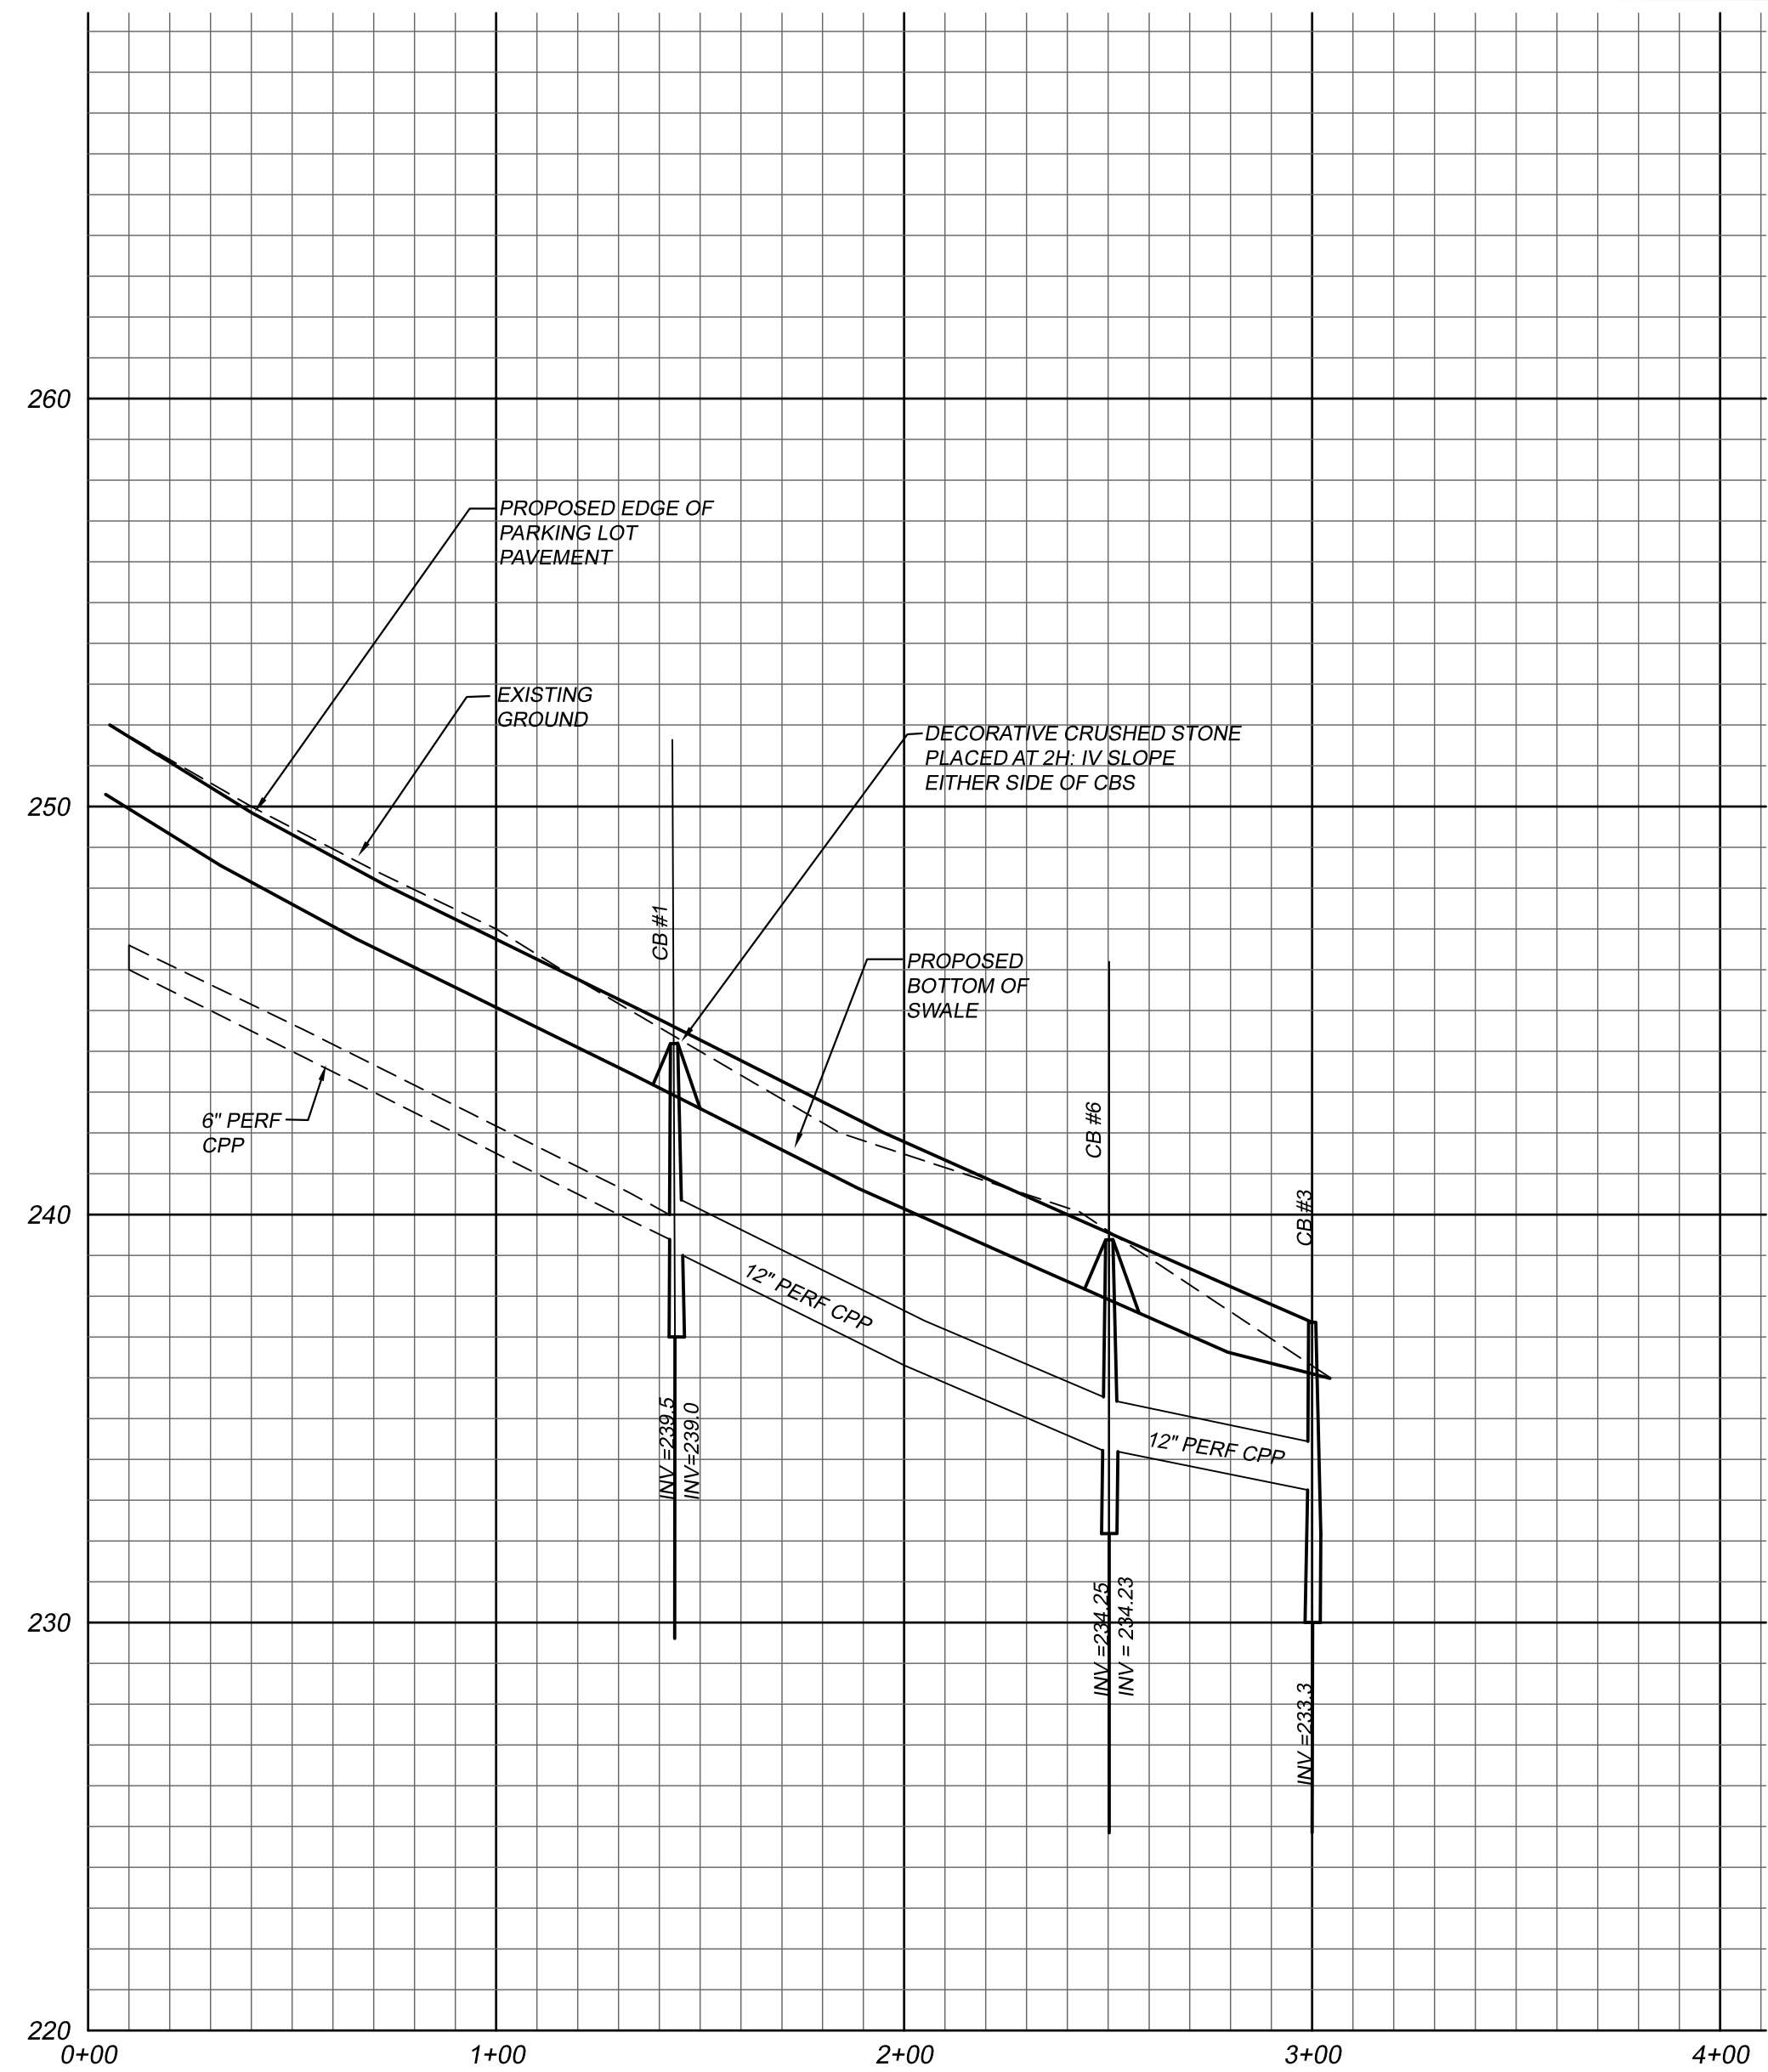 260
PROPOSED EDGE OF
PARKING LOT
PAVEMENT
EXISTING
GROUND
DECORATIVE CRUSHED STONE
PLACED AT 2H: IV SLOPE
EITHER SIDE OF CBS
250
CB #1
PROPOSED
BOTTOM OF
SWALE
6" PERF
CPP
CB #6
CB #3
240
12" PERF CPP
12" PERF CPP
INV =239.5
INV=239.0
230
INV =234.25
INV = 234.23
INV =233.3
220
0+00
1+00
2+00
3+00
4+00